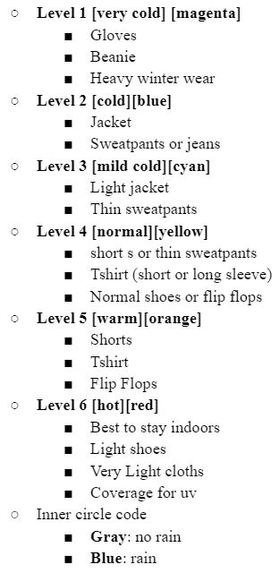 Level 1 [very cold] [magenta]
Gloves
Beanie
Heavy winter wear
Level 2 [cold][blue]
Jacket
Sweatpants or jeans
Level 3 [mild cold][cyan]
Light jacket
Thin sweatpants
Level 4 [normal][yellow]
short s or thin sweatpants
Tshirt (short or long sleeve)
Normal shoes or flip flops
Level 5 [warm][orange]
Shorts
Tshirt
Flip Flops
Level 6 [hot][red]
Best to stay indoors
Light shoes
Very Light cloths
Coverage for uv
Inner circle code
Gray: no rain
Blue: rain